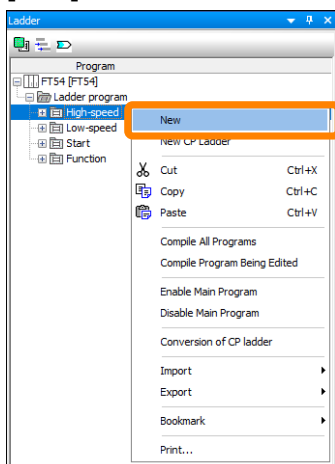 Ladder
Program
FT54 [FT54]
Ladder program
High-speed
Low-speed
Start
Function
New
New CP Ladder
Cut Ctrl+X
Copy Ctrl+C
Paste Ctrl+V
Compile All Programs
Compile Program Being Edited
Enable Main Program
Disable Main Program
Conversion of CP ladder
Import
Export
Bookmark
Print...